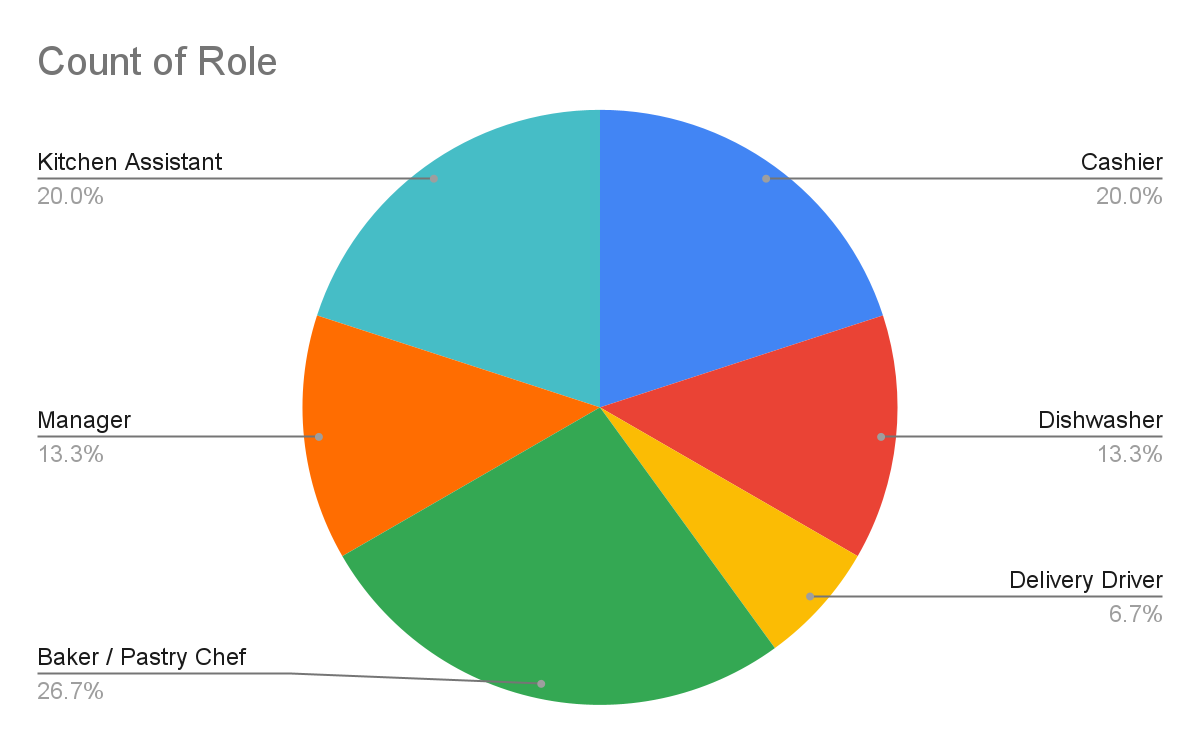 Count of Role
Kitchen Assistant
20.0%
Cashier
20.0%
Manager
13.3%
Dishwasher
13.3%
Delivery Driver
6.7%
Baker / Pastry Chef
26.7%